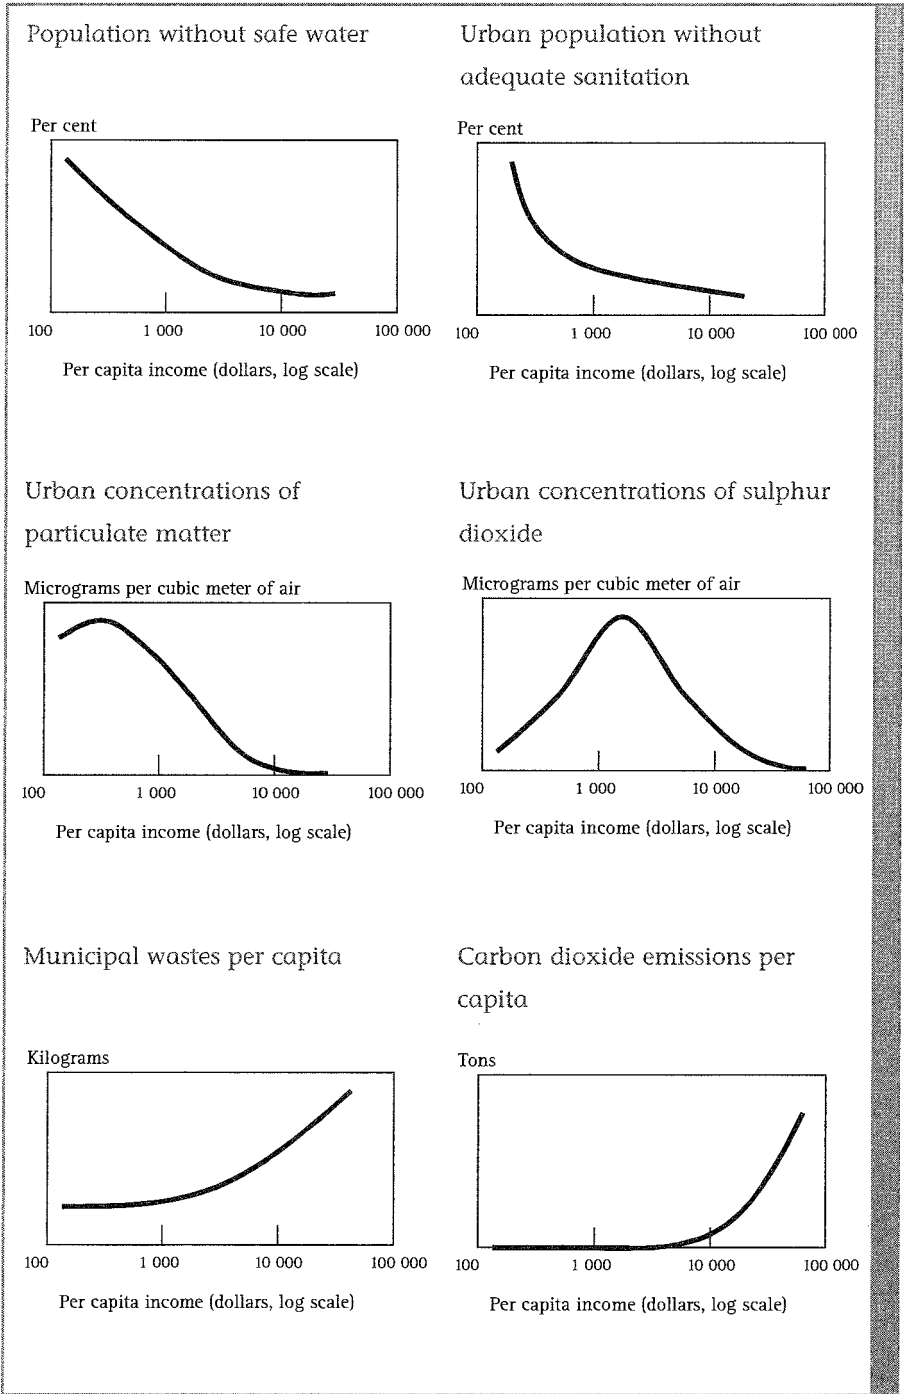 Population without safe water
Per cent
100 1 000 10 000 100 000
Per capita income (dollars, log scale)
Urban population without
adequate sanitation
Per cent
100 1 000 10 000 100 000
Per capita income (dollars, log scale)
Urban concentrations of
particulate matter
Micrograms per cubic meter of air
100 1 000 10 000 100 000
Per capita income (dollars, log scale)
Urban concentrations of sulphur
dioxide
Micrograms per cubic meter of air
100 1 000 10 000 100 000
Per capita income (dollars, log scale)
Municipal wastes per capita
Kilograms
100 1 000 10 000 100 000
Per capita income (dollars, log scale)
Carbon dioxide emissions per
capita
Tons
100 1 000 10 000 100 000
Per capita income (dollars, log scale)